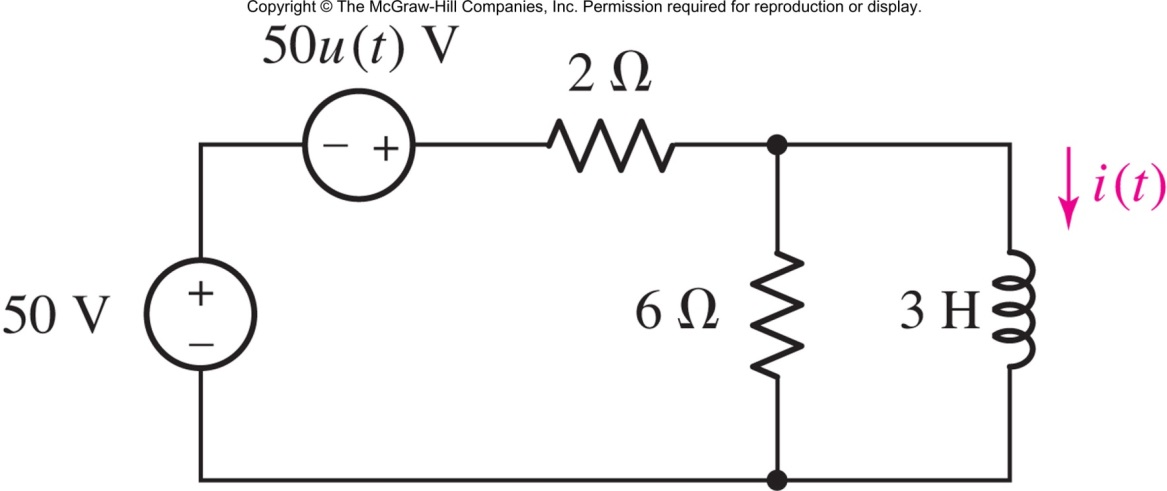 Copyright © The McGraw-Hill Companies, Inc. Permission required for reproduction or display.
50u(t) V
2 Ω
− +
i(t)
+
50 V
−
6 Ω
3 H